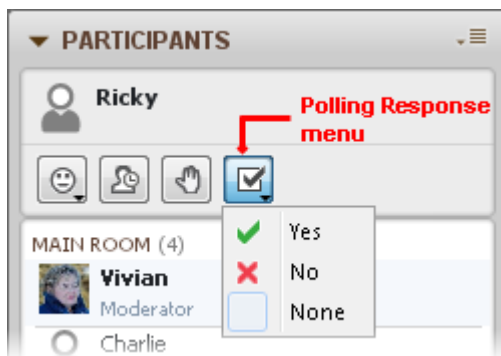 PARTICIPANTS
Ricky
Polling Response
menu
MAIN ROOM (4)
Yes
Vivian
No
Moderator
None
Charlie